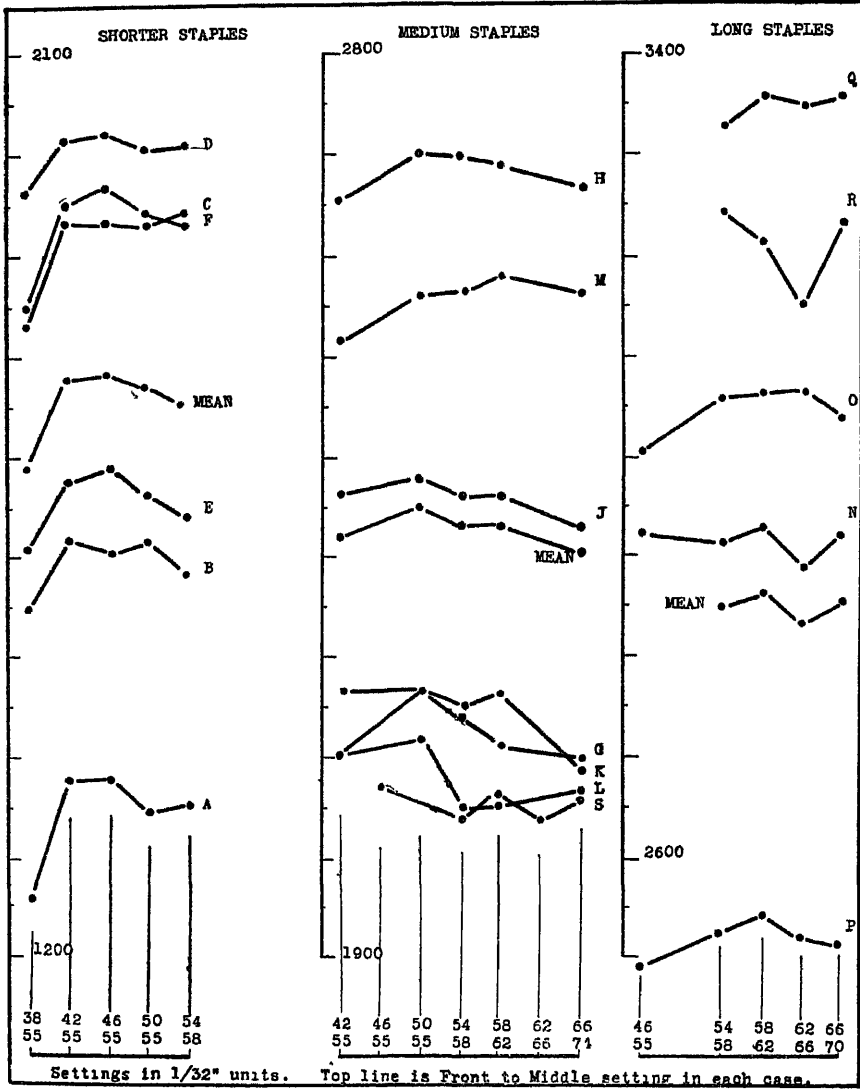 SHORTER STAPLES
MEDIUM STAPLES
LONG STAPLES
2100
2800
3400
D
C
F
MEAN
E
B
A
1200
H
M
J
MEAN
G
K
L
S
1900
Q
R
O
N
MEAN
2600
P
38 42 46 50 54
55 55 55 55 58
42 46 50 54 58 62 66
55 55 55 58 62 66 71
46 54 58 62 66
55 58 62 66 70
Settings in 1/32" units. Top line is Front to Middle setting in each case.